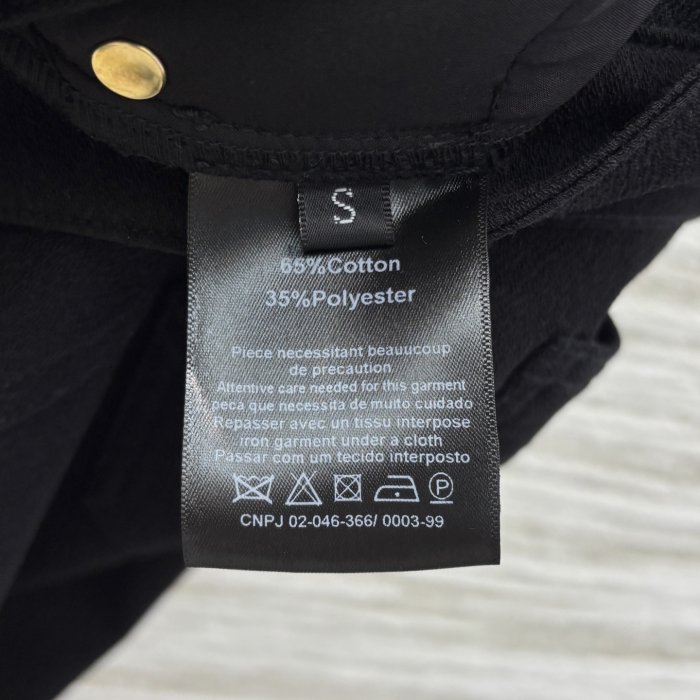 S
65%Cotton
35%Polyester
Piece necessitant beauucoup
de precaution
Attentive care needed for this garment
peca que necessita de muito cuidado
Repasser avec un tissu interpose
iron garment under a cloth
Passar com um tecido interposto
P
CNPJ 02-046-366/ 0003-99